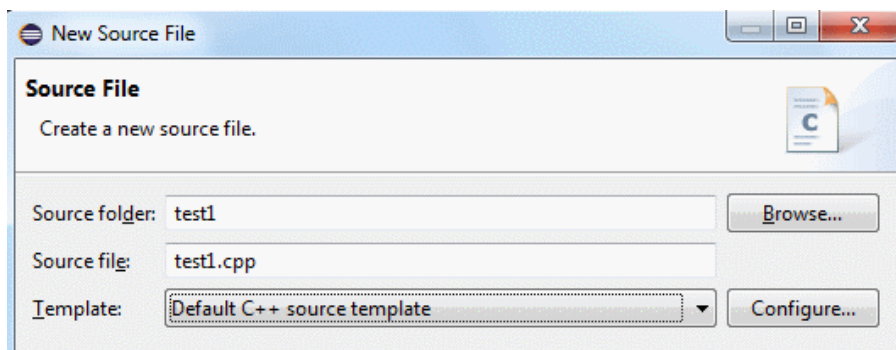 New Source File
Source File
Create a new source file.
C
Source folder: test1 Browse...
Source file: test1.cpp
Template: Default C++ source template Configure...